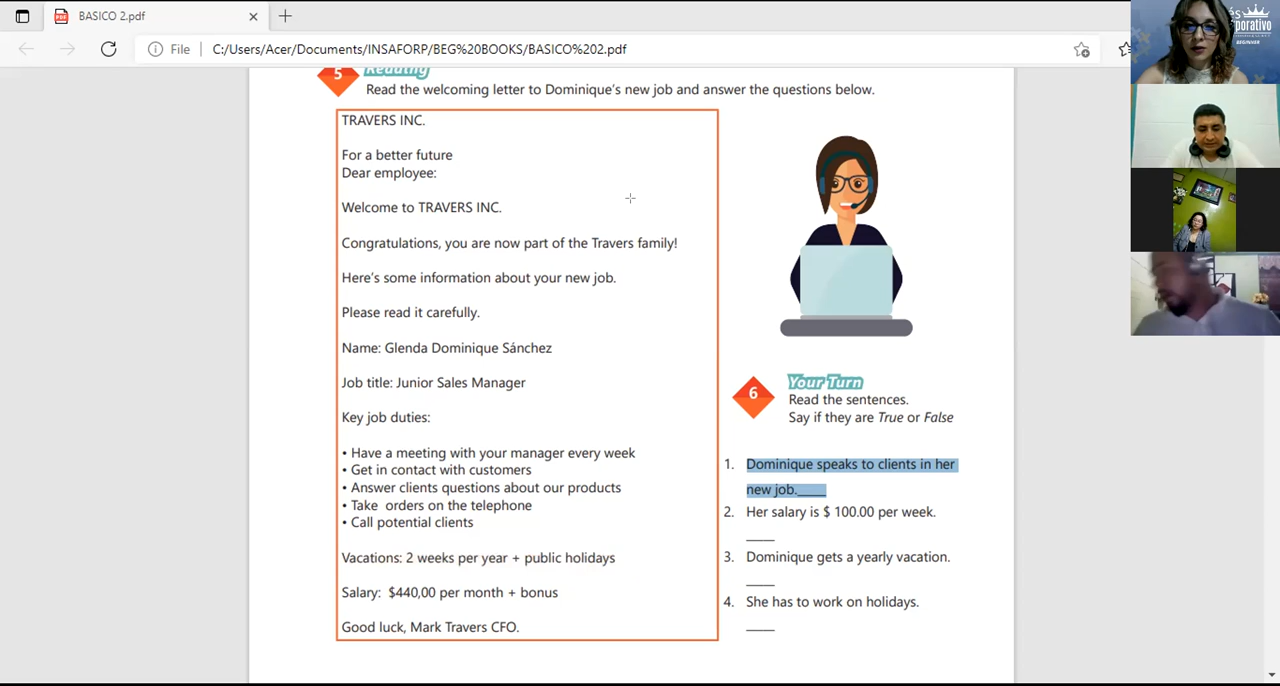 BASICO 2.pdf
File
C:/Users/Acer/Documents/INSAFORP/BEG%20BOOKS/BASICO%202.pdf
5
Reading
Read the welcoming letter to Dominique's new job and answer the questions below.
TRAVERS INC.
For a better future
Dear employee:
Welcome to TRAVERS INC.
Congratulations, you are now part of the Travers family!
Here's some information about your new job.
Please read it carefully.
Name: Glenda Dominique Sánchez
Job title: Junior Sales Manager
Key job duties:
• Have a meeting with your manager every week
• Get in contact with customers
• Answer clients questions about our products
• Take orders on the telephone
• Call potential clients
Vacations: 2 weeks per year + public holidays
Salary: $440,00 per month + bonus
Good luck, Mark Travers CFO.
6
Your Turn
Read the sentences.
Say if they are True or False
1. Dominique speaks to clients in her
new job.____
2. Her salary is $ 100.00 per week.
____
3. Dominique gets a yearly vacation.
____
4. She has to work on holidays.
____
BEGINNER